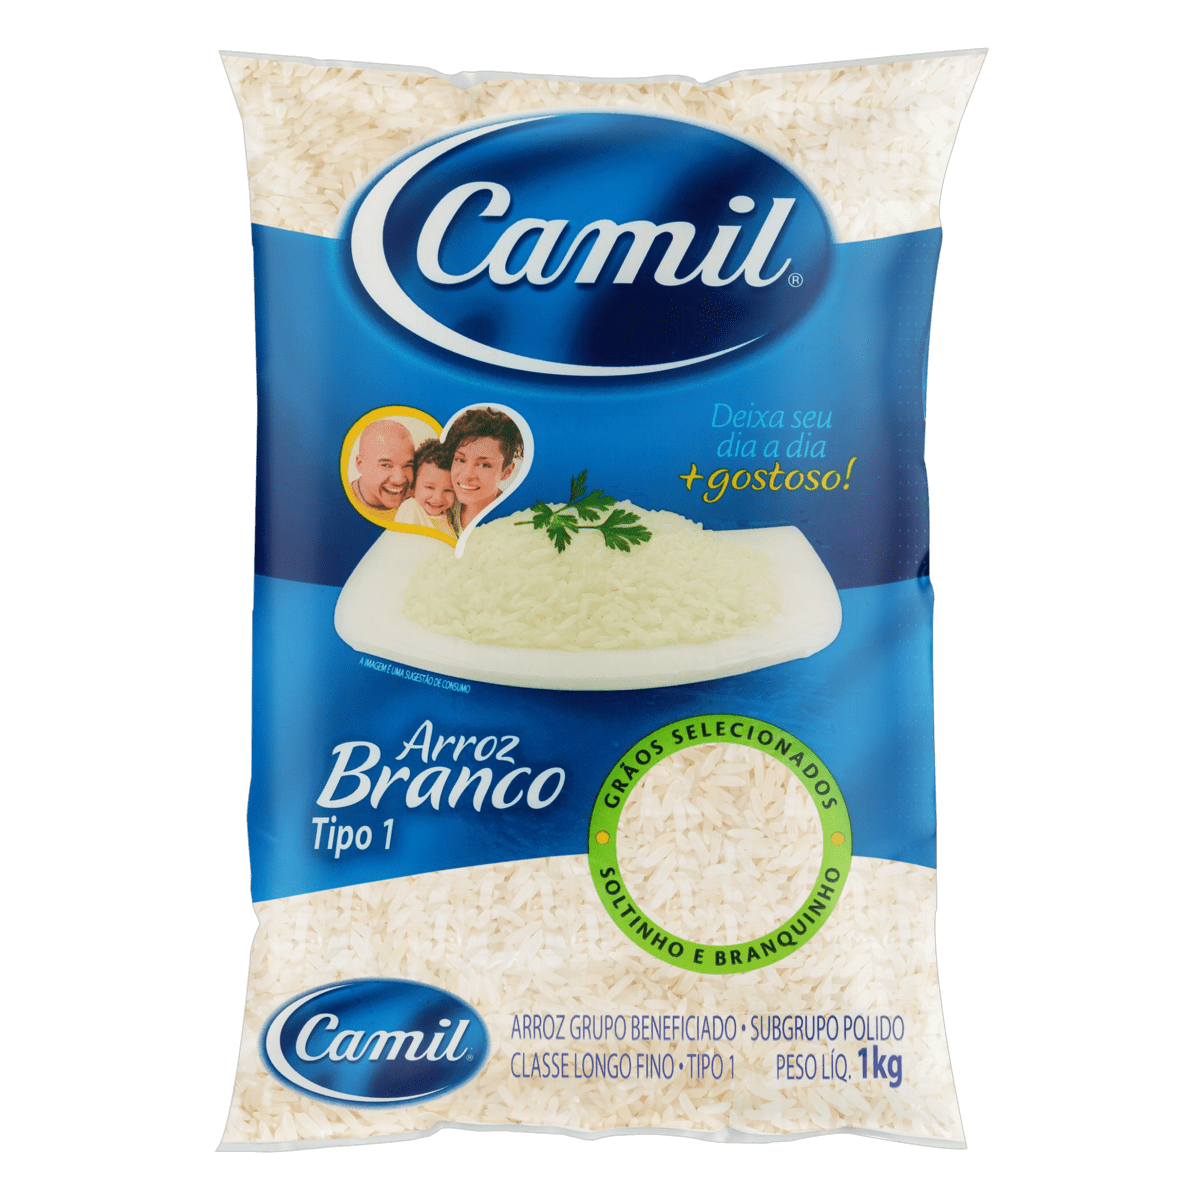 Camil®
Deixa seu
dia a dia
+gostoso!
A IMAGEM É UMA SUGESTÃO DE CONSUMO
Arroz
Branco
Tipo 1
GRÃOS SELECIONADOS
SOLTINHO E BRANQUINHO
Camil®
ARROZ GRUPO BENEFICIADO • SUBGRUPO POLIDO
CLASSE LONGO FINO • TIPO 1 PESO LÍQ. 1kg